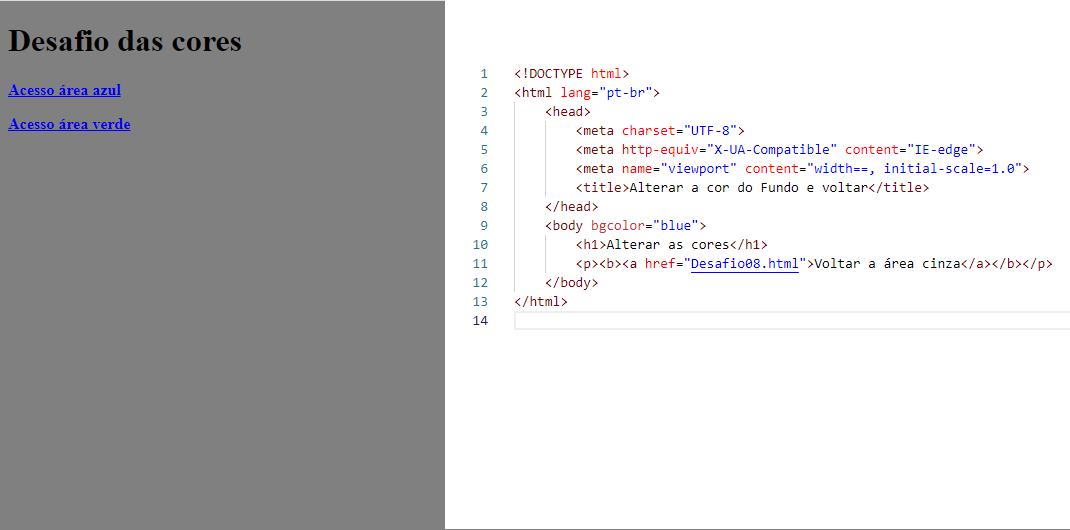 Desafio das cores
Acesso área azul
Acesso área verde
1 <!DOCTYPE html>
2 <html lang="pt-br">
3 <head>
4 <meta charset="UTF-8">
5 <meta http-equiv="X-UA-Compatible" content="IE-edge">
6 <meta name="viewport" content="width==, initial-scale=1.0">
7 <title>Alterar a cor do Fundo e voltar</title>
8 </head>
9 <body bgcolor="blue">
10 <h1>Alterar as cores</h1>
11 <p><b><a href="Desafio08.html">Voltar a área cinza</a></b></p>
12 </body>
13 </html>
14